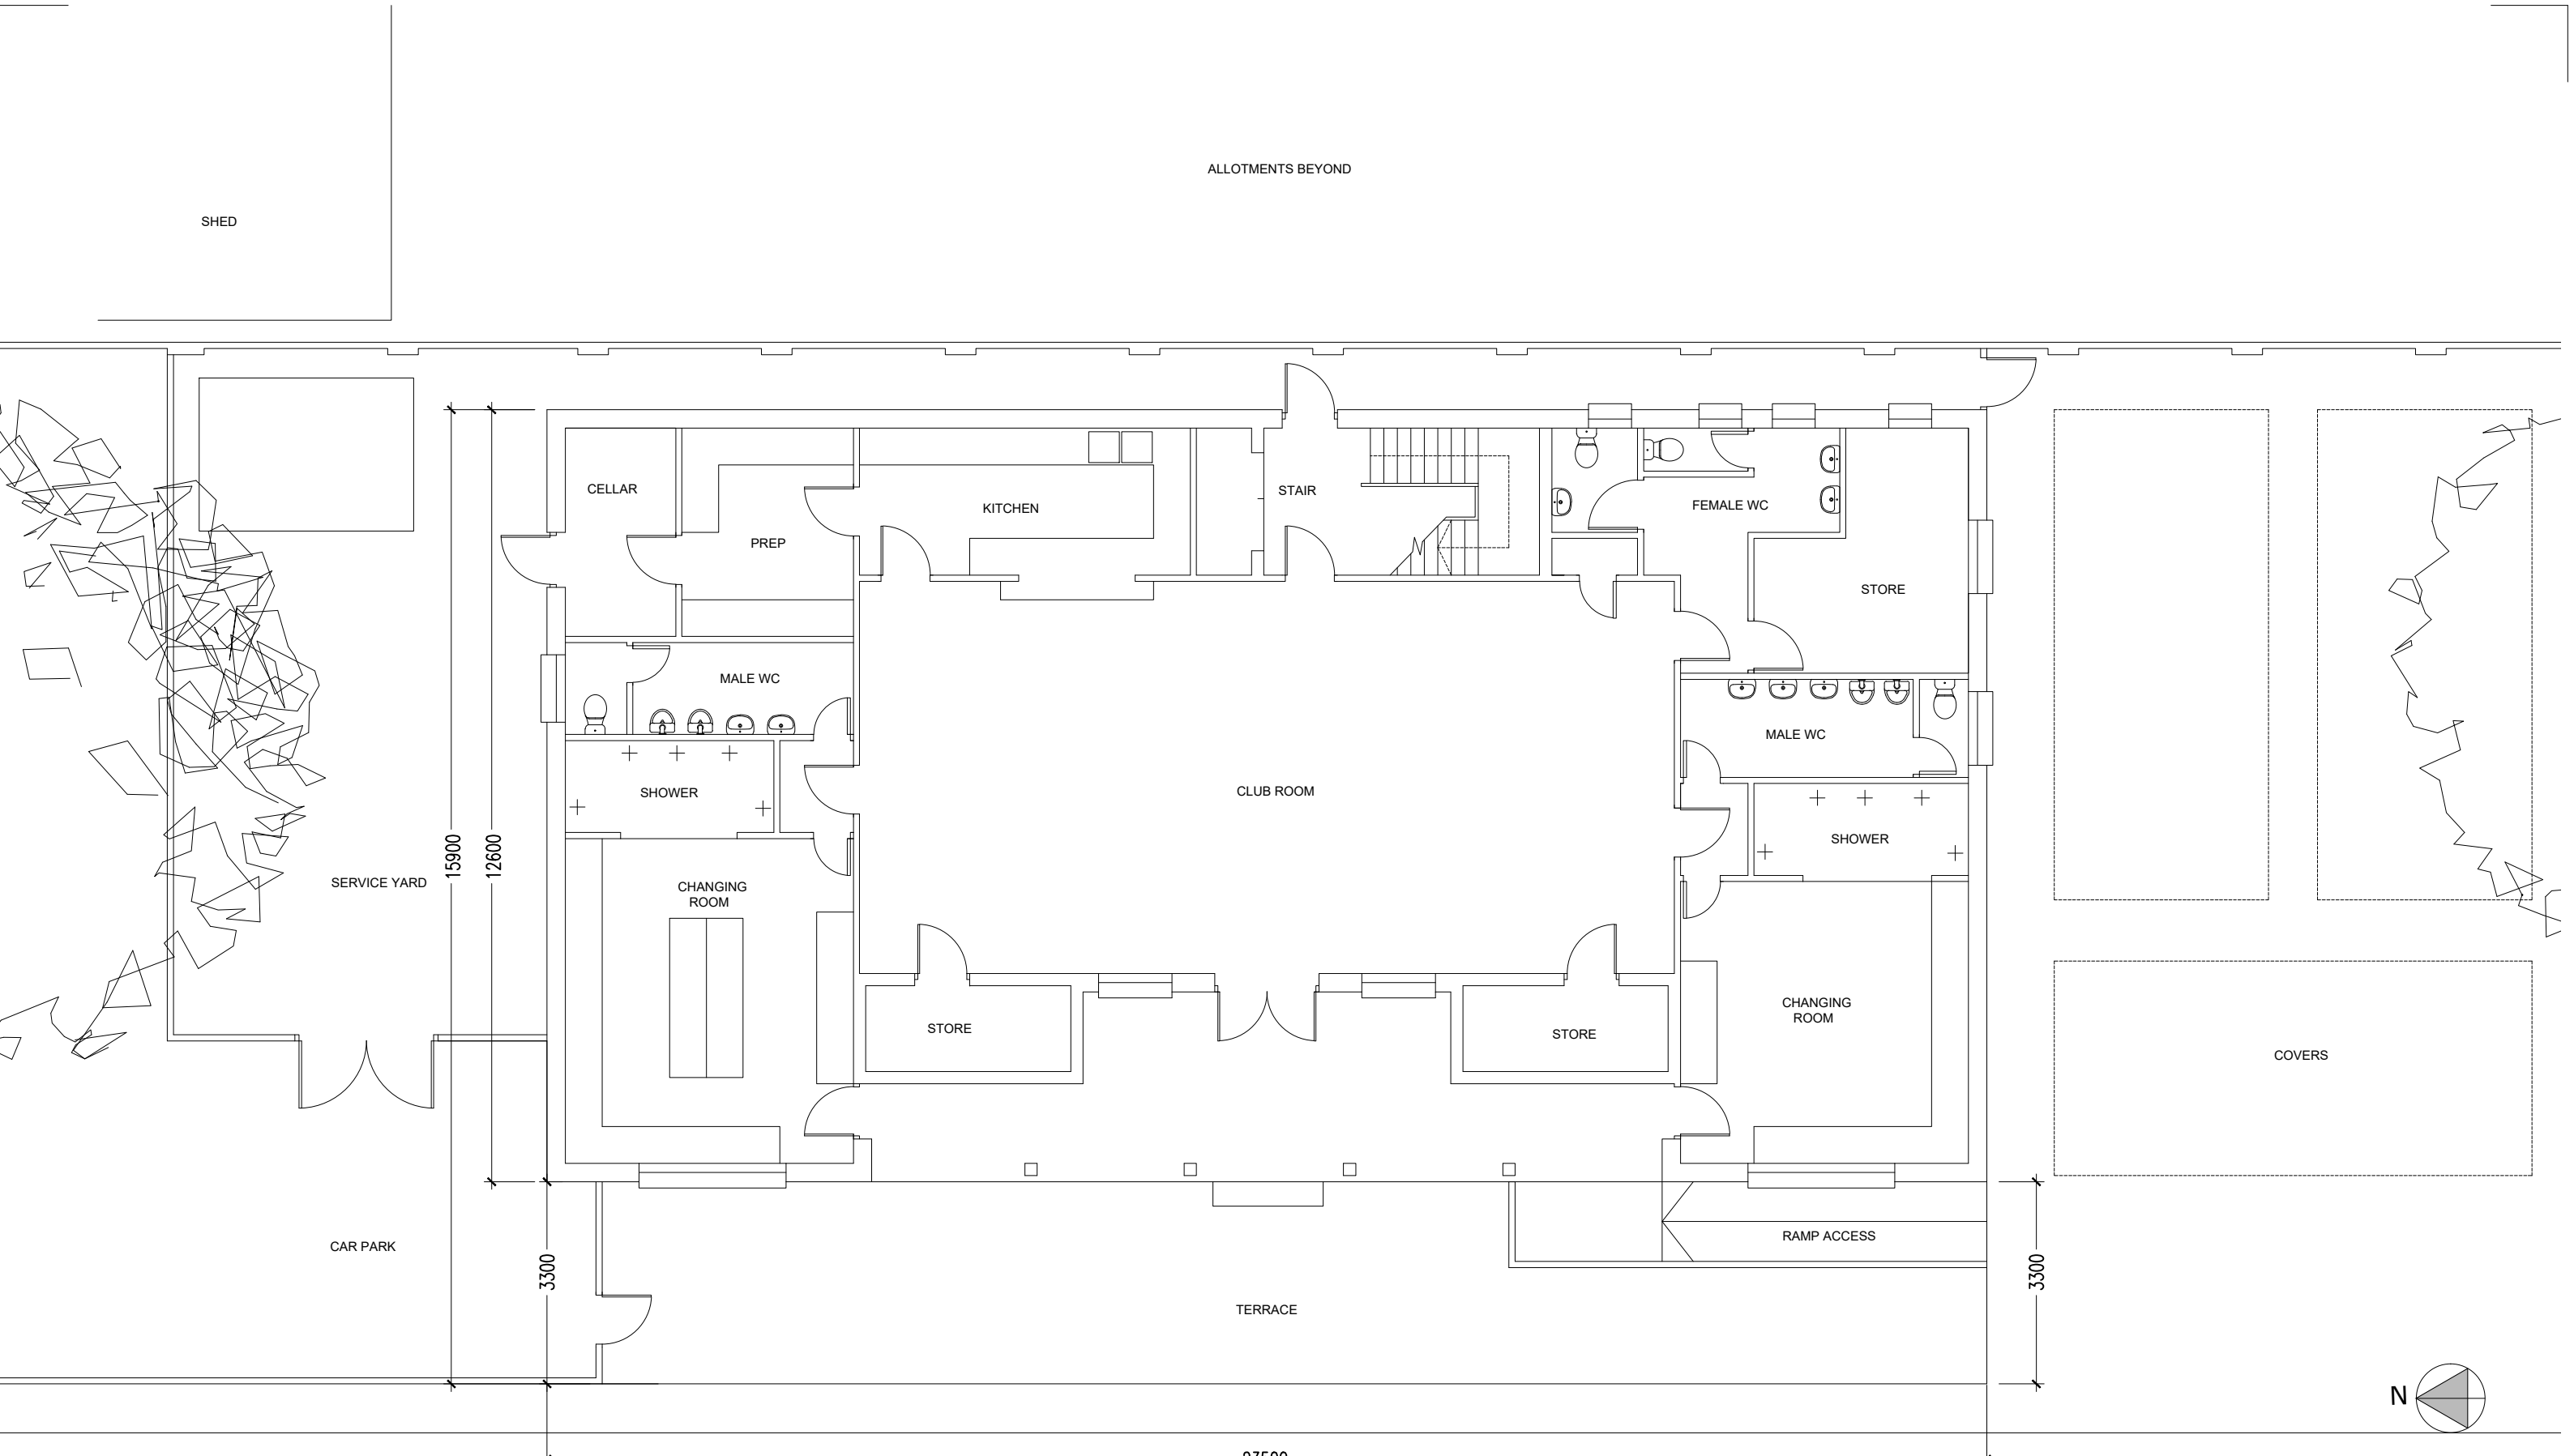 ALLOTMENTS BEYOND
SHED
CELLAR
STAIR
KITCHEN
FEMALE WC
PREP
STORE
MALE WC
MALE WC
CLUB ROOM
SHOWER
SHOWER
15900
12600
SERVICE YARD
CHANGING
ROOM
CHANGING
ROOM
STORE
STORE
COVERS
CAR PARK
RAMP ACCESS
3300
3300
TERRACE
N